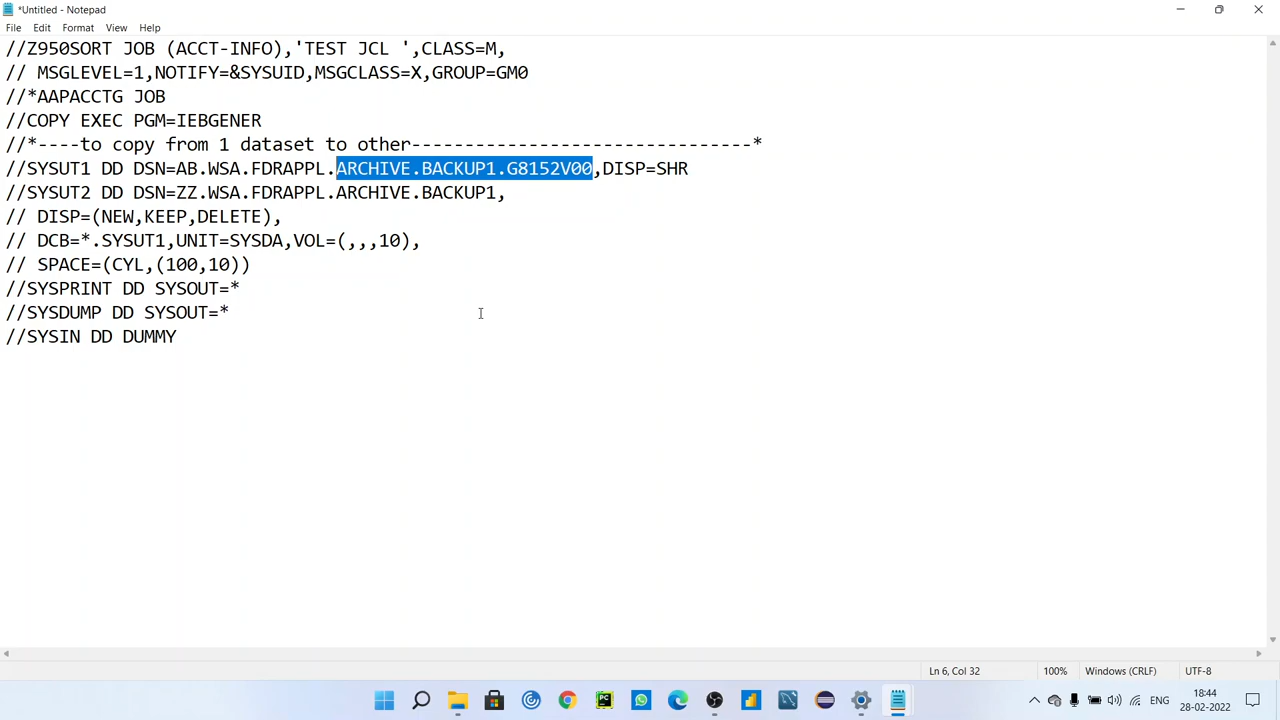 *Untitled - Notepad
File Edit Format View Help
//Z950SORT JOB (ACCT-INFO),'TEST JCL ',CLASS=M,
// MSGLEVEL=1,NOTIFY=&SYSUID,MSGCLASS=X,GROUP=GM0
//*AAPACCTG JOB
//COPY EXEC PGM=IEBGENER
//*----to copy from 1 dataset to other--------------------------------*
//SYSUT1 DD DSN=AB.WSA.FDRAPPL.ARCHIVE.BACKUP1.G8152V00,DISP=SHR
//SYSUT2 DD DSN=ZZ.WSA.FDRAPPL.ARCHIVE.BACKUP1,
// DISP=(NEW,KEEP,DELETE),
// DCB=*.SYSUT1,UNIT=SYSDA,VOL=(,,,10),
// SPACE=(CYL,(100,10))
//SYSPRINT DD SYSOUT=*
//SYSDUMP DD SYSOUT=*
//SYSIN DD DUMMY
Ln 6, Col 32 100% Windows (CRLF) UTF-8
PC
ENG 18:44
28-02-2022